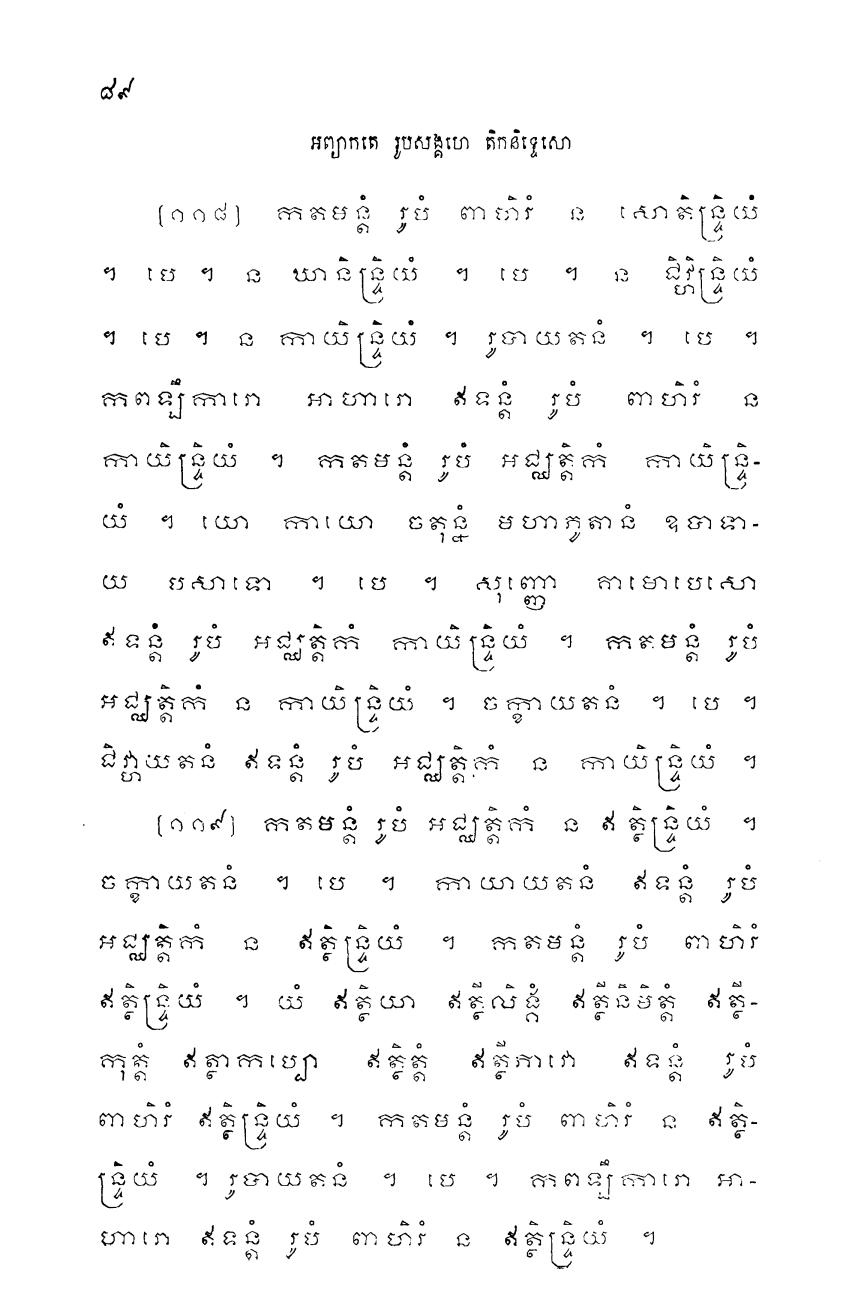 ៨៩
អព្យាកតេ រូបសង្គហេ តិកនិទ្ទេសោ
[១១៨] កតមន្តំ រូបំ ពាហិរំ ន សោតិន្ទ្រិយំ
។ បេ ។ ន ឃានិន្ទ្រិយំ ។ បេ ។ ន ជិវ្ហិន្ទ្រិយំ
។ បេ ។ ន កាយិន្ទ្រិយំ ។ រូបាយតនំ ។ បេ ។
កពឡឹការោ អាហារោ ឥទន្តំ រូបំ ពាហិរំ ន
កាយិន្ទ្រិយំ ។ កតមន្តំ រូបំ អជ្ឈត្តិកំ កាយិន្ទ្រិ-
យំ ។ យោ កាយោ ចតុន្នំ មហាភូតានំ ឧបាទា-
យ បសាទោ ។ បេ ។ សុញ្ញោ គាមោបេសោ
ឥទន្តំ រូបំ អជ្ឈត្តិកំ កាយិន្ទ្រិយំ ។ កតមន្តំ រូបំ
អជ្ឈត្តិកំ ន កាយិន្ទ្រិយំ ។ ចក្ខាយតនំ ។ បេ ។
ជិវ្ហាយតនំ ឥទន្តំ រូបំ អជ្ឈត្តិកំ ន កាយិន្ទ្រិយំ ។
[១១៩] កតមន្តំ រូបំ អជ្ឈត្តិកំ ន ឥត្ថិន្ទ្រិយំ ។
ចក្ខាយតនំ ។ បេ ។ កាយាយតនំ ឥទន្តំ រូបំ
អជ្ឈត្តិកំ ន ឥត្ថិន្ទ្រិយំ ។ កតមន្តំ រូបំ ពាហិរំ
ឥត្ថិន្ទ្រិយំ ។ យំ ឥត្ថិយា ឥត្ថីលិង្គំ ឥត្ថីនិមិត្តំ ឥត្ថី-
កុត្តំ ឥត្ថាកប្បោ ឥត្ថិត្តំ ឥត្ថីភាវោ ឥទន្តំ រូបំ
ពាហិរំ ឥត្ថិន្ទ្រិយំ ។ កតមន្តំ រូបំ ពាហិរំ ន ឥត្ថិ-
ន្ទ្រិយំ ។ រូបាយតនំ ។ បេ ។ កពឡឹការោ អា-
ហារោ ឥទន្តំ រូបំ ពាហិរំ ន ឥត្ថិន្ទ្រិយំ ។